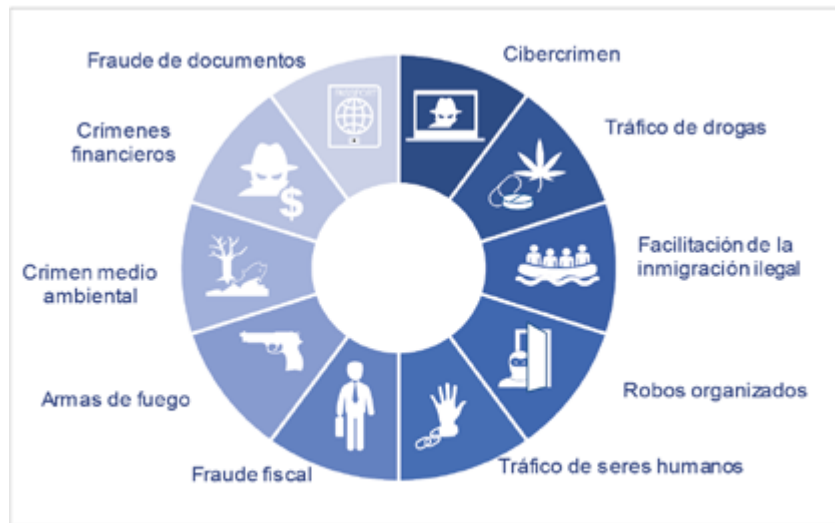 Fraude de documentos
Cibercrimen
Crímenes
financieros
Tráfico de drogas
Crimen medio
ambiental
Facilitación de la
inmigración ilegal
Armas de fuego
Robos organizados
Fraude fiscal
Tráfico de seres humanos